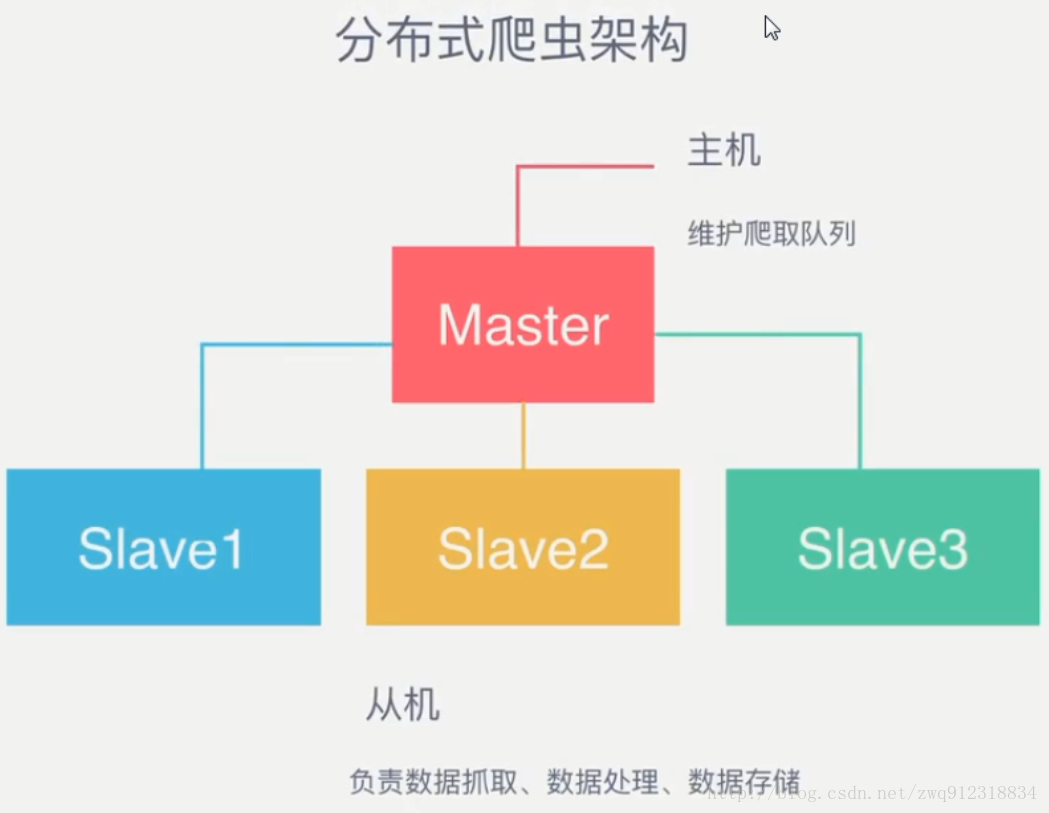 分布式爬虫架构
主机
维护爬取队列
Master
Slave1
Slave2
Slave3
从机
负责数据抓取、数据处理、数据存储
http://blog.csdn.net/zwq912318834